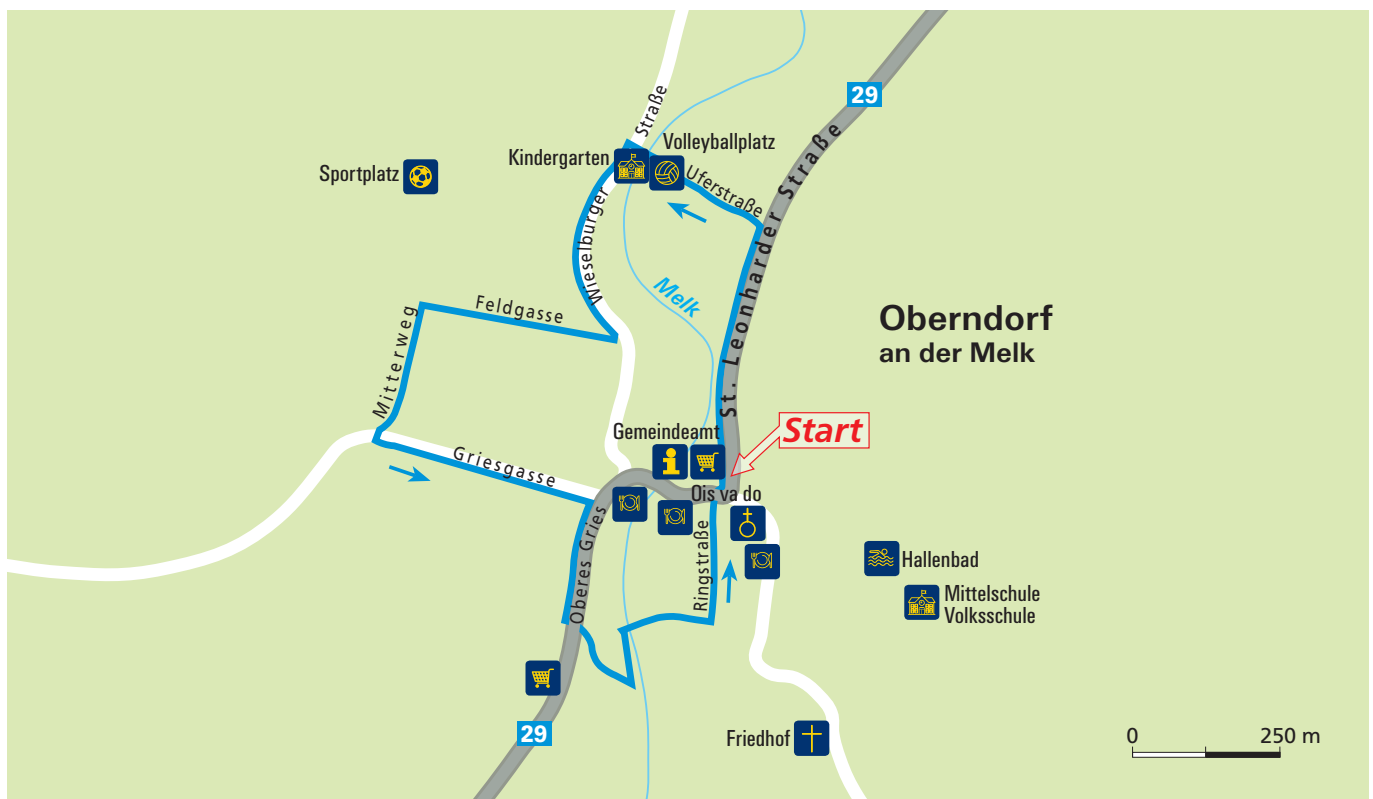 29
Straße
Volleyballplatz
Kindergarten
Sportplatz
Uferstraße
Wieselburger
St. Leonharder Straße
Melk
Feldgasse
Mitterweg
Oberndorf
an der Melk
Start
Gemeindeamt
Griesgasse
Ois va do
Oberes Gries
Ringstraße
Hallenbad
Mittelschule
Volksschule
29
Friedhof
0 250 m